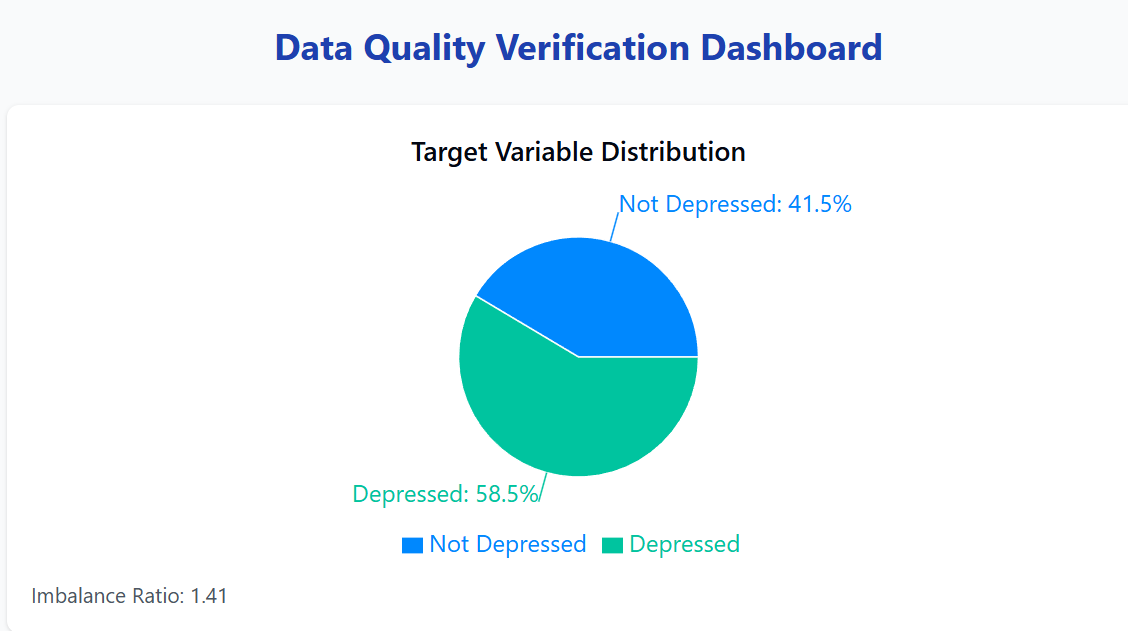 Data Quality Verification Dashboard
Target Variable Distribution
Not Depressed: 41.5%
Depressed: 58.5%
Not Depressed Depressed
Imbalance Ratio: 1.41